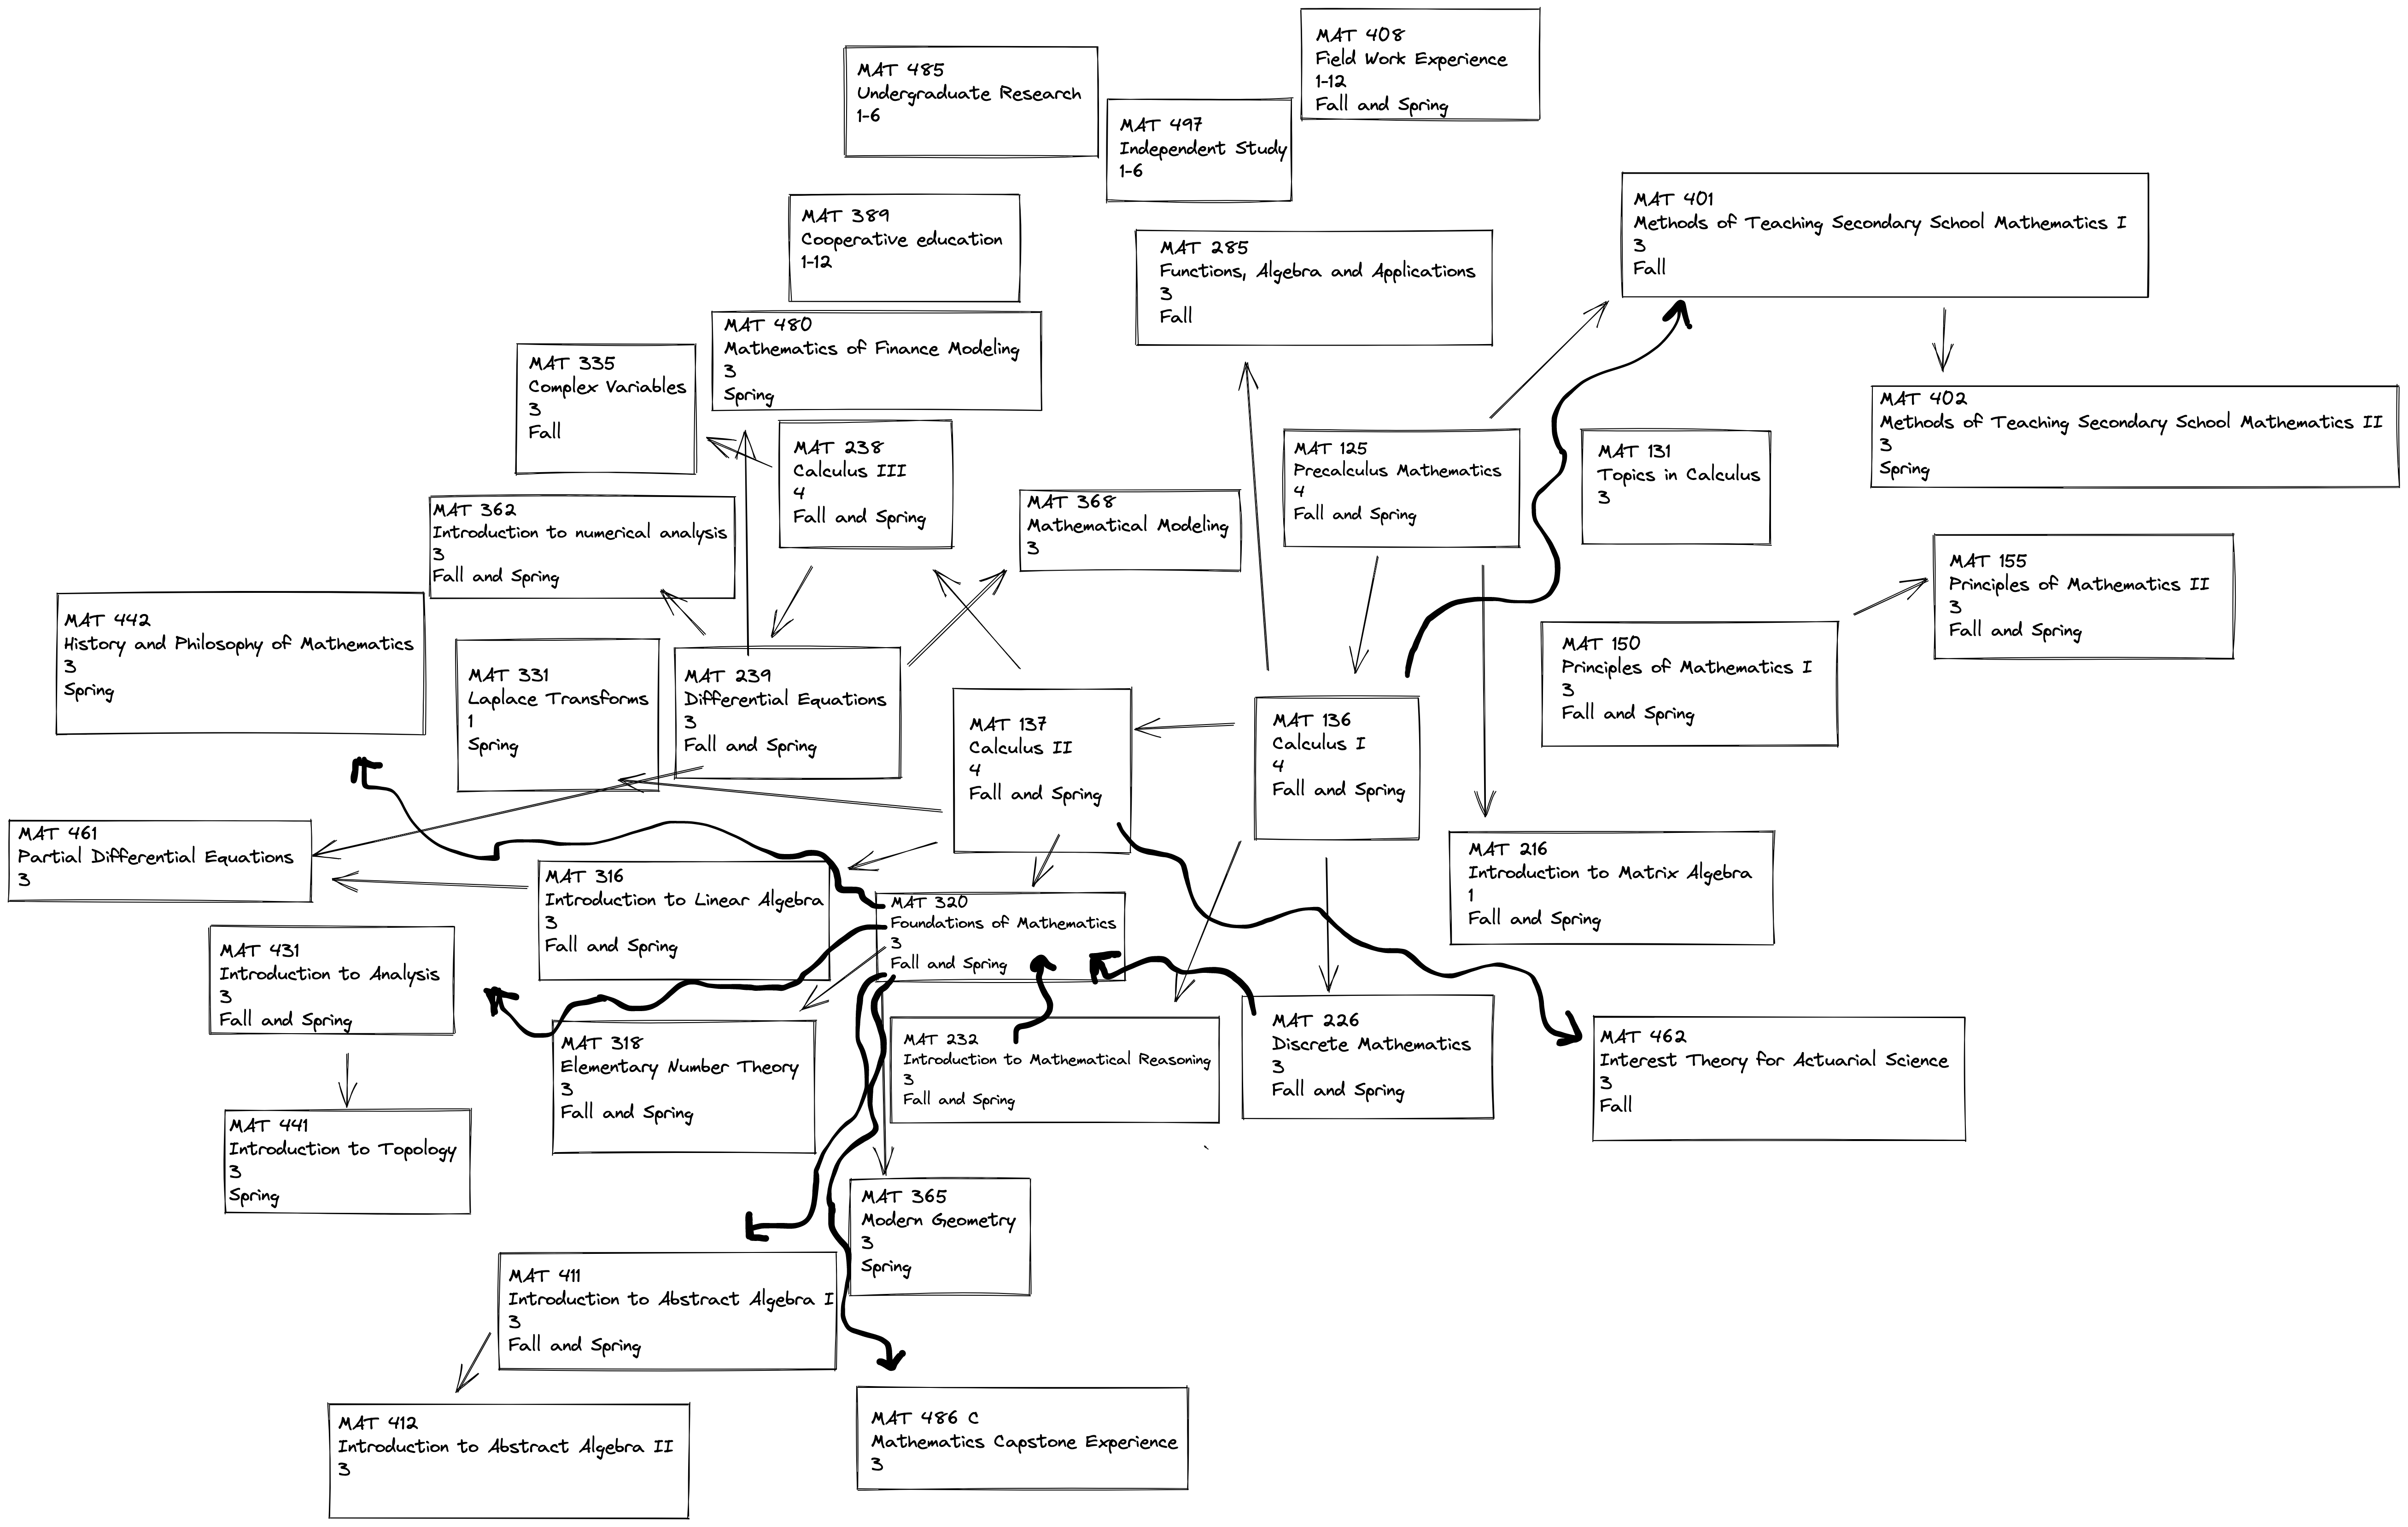 MAT 408
Field Work Experience
1-12
Fall and Spring
MAT 485
Undergraduate Research
1-6
MAT 497
Independent Study
1-6
MAT 401
Methods of Teaching Secondary School Mathematics I
3
Fall
MAT 389
Cooperative education
1-12
MAT 285
Functions, Algebra and Applications
3
Fall
MAT 480
Mathematics of Finance Modeling
3
Spring
MAT 335
Complex Variables
3
Fall
MAT 402
Methods of Teaching Secondary School Mathematics II
3
Spring
MAT 238
Calculus III
4
Fall and Spring
MAT 125
Precalculus Mathematics
4
Fall and Spring
MAT 131
Topics in Calculus
3
MAT 368
Mathematical Modeling
3
MAT 362
Introduction to numerical analysis
3
Fall and Spring
MAT 155
Principles of Mathematics II
3
Fall and Spring
MAT 442
History and Philosophy of Mathematics
3
Spring
MAT 150
Principles of Mathematics I
3
Fall and Spring
MAT 331
Laplace Transforms
1
Spring
MAT 239
Differential Equations
3
Fall and Spring
MAT 137
Calculus II
4
Fall and Spring
MAT 136
Calculus I
4
Fall and Spring
MAT 461
Partial Differential Equations
3
MAT 216
Introduction to Matrix Algebra
1
Fall and Spring
MAT 316
Introduction to Linear Algebra
3
Fall and Spring
MAT 320
Foundations of Mathematics
3
Fall and Spring
MAT 431
Introduction to Analysis
3
Fall and Spring
MAT 318
Elementary Number Theory
3
Fall and Spring
MAT 232
Introduction to Mathematical Reasoning
3
Fall and Spring
MAT 226
Discrete Mathematics
3
Fall and Spring
MAT 462
Interest Theory for Actuarial Science
3
Fall
MAT 441
Introduction to Topology
3
Spring
MAT 365
Modern Geometry
3
Spring
MAT 411
Introduction to Abstract Algebra I
3
Fall and Spring
MAT 412
Introduction to Abstract Algebra II
3
MAT 486 C
Mathematics Capstone Experience
3